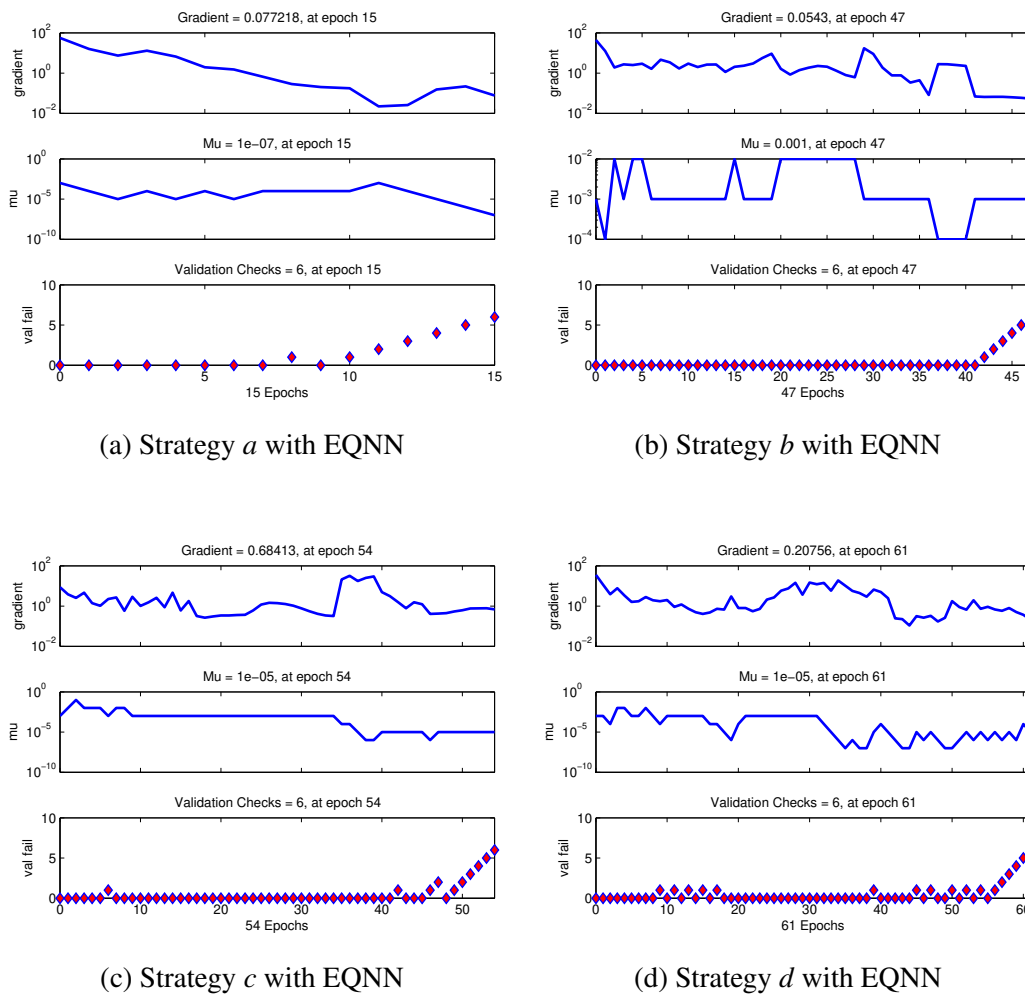 Gradient = 0.077218, at epoch 15
10^2
10^0
10^-2
gradient
Mu = 1e-07, at epoch 15
10^0
10^-5
10^-10
mu
Validation Checks = 6, at epoch 15
10
5
0
val fail
0 5 10 15
15 Epochs
(a) Strategy a with EQNN
Gradient = 0.0543, at epoch 47
10^2
10^0
10^-2
gradient
Mu = 0.001, at epoch 47
10^-2
10^-3
10^-4
mu
Validation Checks = 6, at epoch 47
10
5
0
val fail
0 5 10 15 20 25 30 35 40 45
47 Epochs
(b) Strategy b with EQNN
Gradient = 0.68413, at epoch 54
10^2
10^0
10^-2
gradient
Mu = 1e-05, at epoch 54
10^0
10^-5
10^-10
mu
Validation Checks = 6, at epoch 54
10
5
0
val fail
0 10 20 30 40 50
54 Epochs
(c) Strategy c with EQNN
Gradient = 0.20756, at epoch 61
10^2
10^0
10^-2
gradient
Mu = 1e-05, at epoch 61
10^0
10^-5
10^-10
mu
Validation Checks = 6, at epoch 61
10
5
0
val fail
0 10 20 30 40 50 60
61 Epochs
(d) Strategy d with EQNN